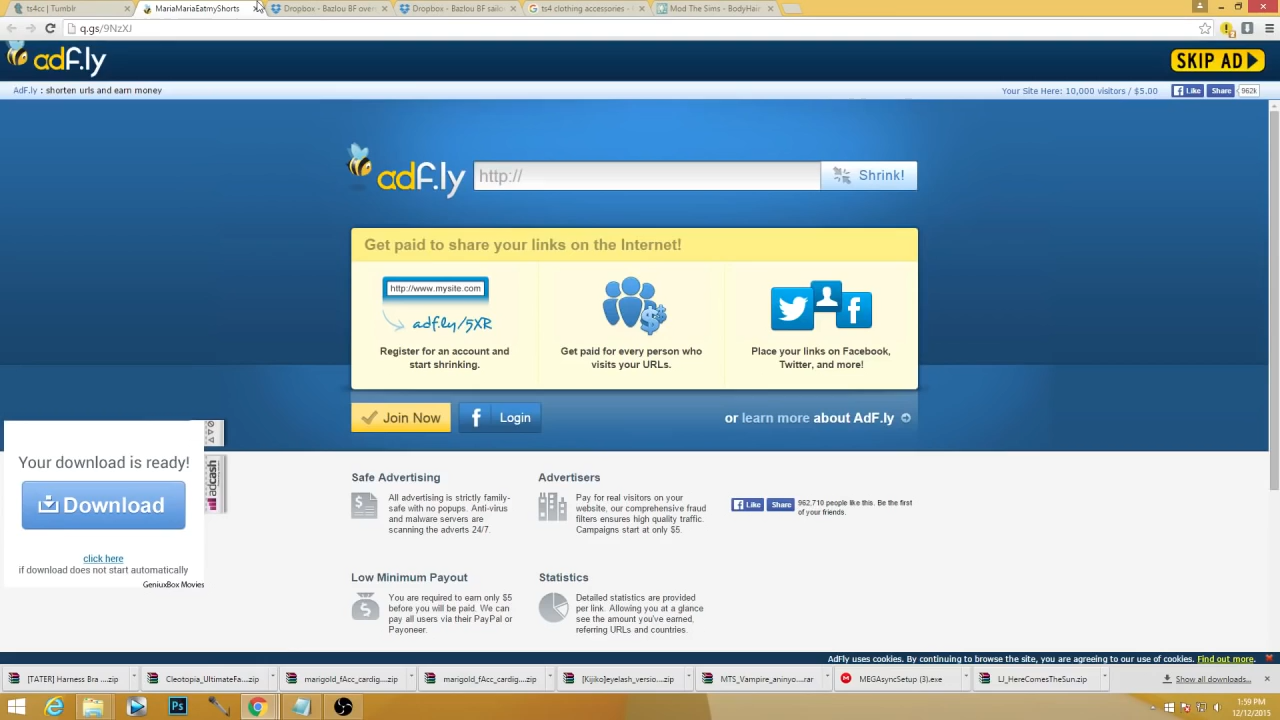 ts4cc | Tumblr
MariaMariaEatmyShorts
Dropbox - Bazlou BF over
Dropbox - Bazlou BF sailo
ts4 clothing accessories -
Mod The Sims - BodyHair
q.gs/9NzXJ
adf.ly
SKIP AD
AdF.ly : shorten urls and earn money
Your Site Here: 10,000 visitors / $5.00
Like
Share
962k
adf.ly
http://
Shrink!
Get paid to share your links on the Internet!
http://www.mysite.com
adf.ly/5XR
Register for an account and
start shrinking.
Get paid for every person who
visits your URLs.
Place your links on Facebook,
Twitter, and more!
Join Now
Login
or learn more about AdF.ly
Your download is ready!
Download
click here
if download does not start automatically
GeniuxBox Movies
adcash
Safe Advertising
All advertising is strictly family-
safe with no popups. Anti-virus
and malware servers are
scanning the adverts 24/7.
Advertisers
Pay for real visitors on your
website, our comprehensive fraud
filters ensures high quality traffic.
Campaigns start at only $5.
Like
Share
962,710 people like this. Be the first
of your friends.
Low Minimum Payout
You are required to earn only $5
before you will be paid. We can
pay all users via their PayPal or
Payoneer.
Statistics
Detailed statistics are provided
per link. Allowing you at a glance
see the amount you've earned,
referring URLs and countries.
AdFly uses cookies. By continuing to browse the site, you are agreeing to our use of cookies. Find out more.
[TATER] Harness Bra ....zip
Cleotopia_UltimateFa....zip
marigold_fAcc_cardig....zip
marigold_fAcc_cardig....zip
[Kijiko]eyelash_versio....zip
MTS_Vampire_aninyo....rar
MEGAsyncSetup (3).exe
LJ_HereComesTheSun.zip
Show all downloads...
Ps
1:59 PM
12/12/2015